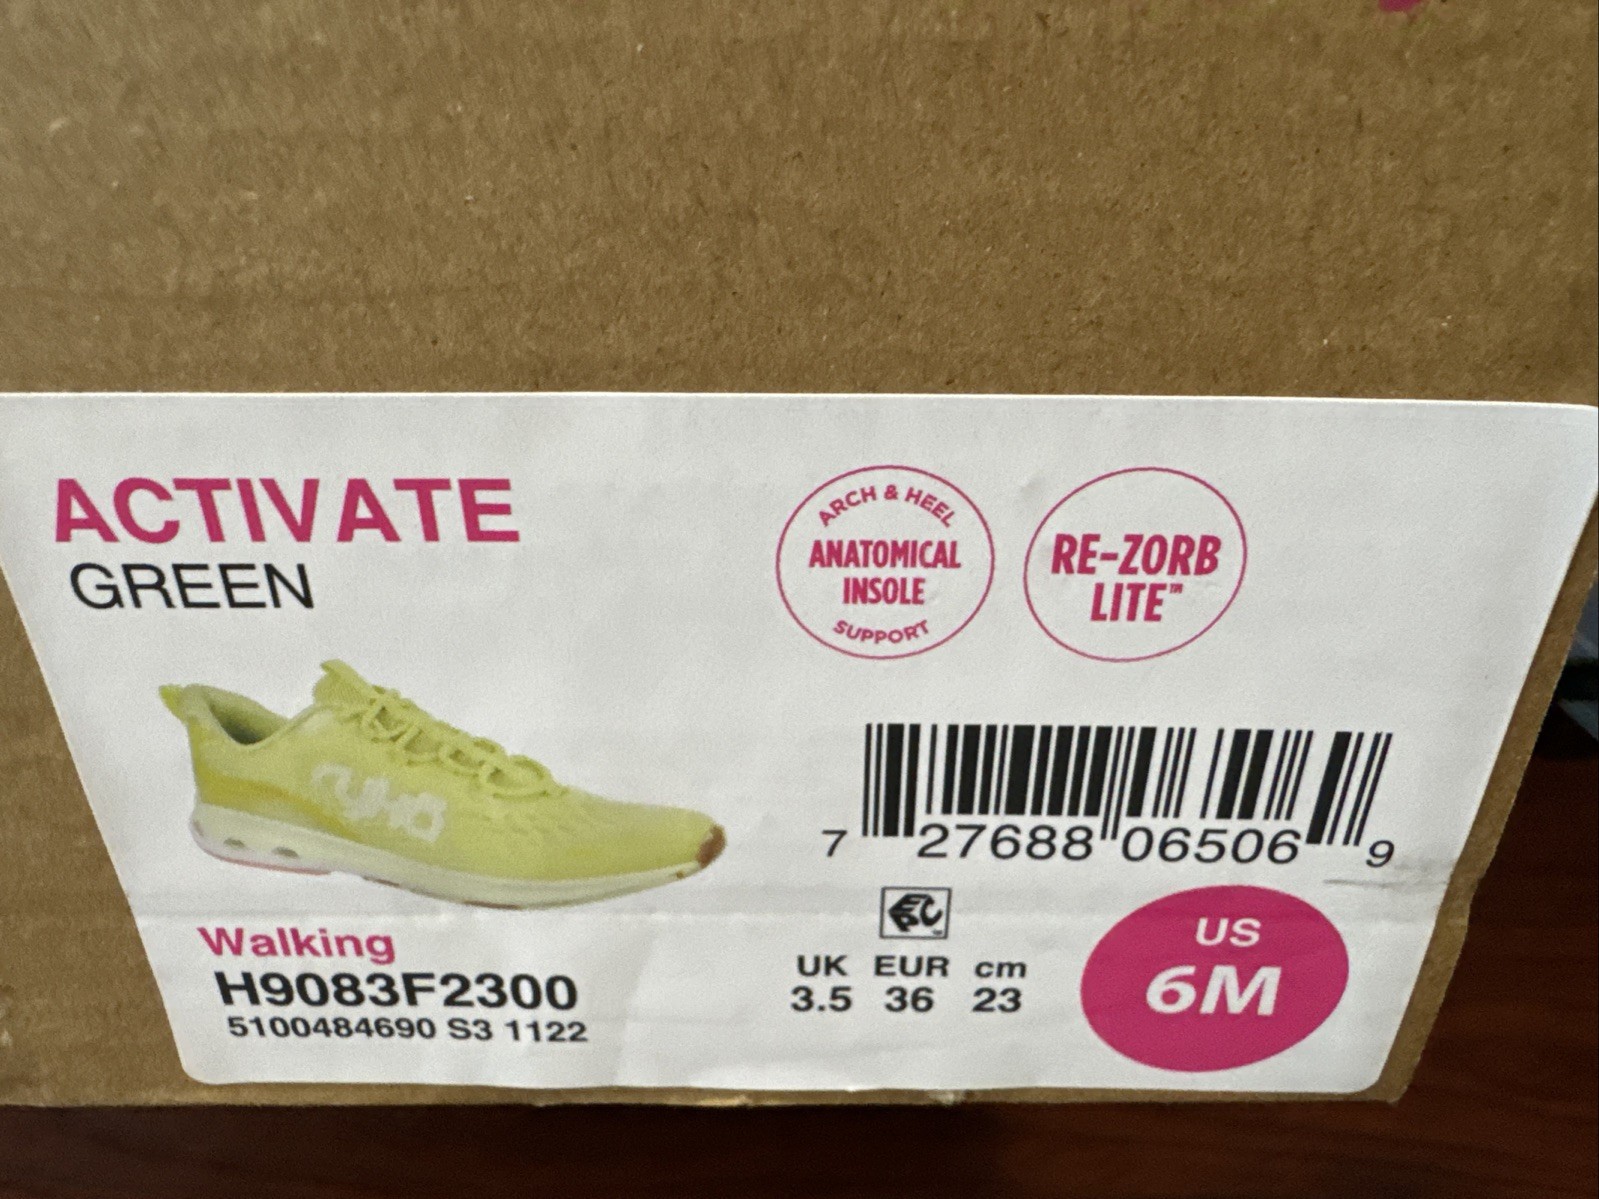 ACTIVATE
GREEN
ARCH & HEEL
ANATOMICAL
INSOLE
SUPPORT
RE-ZORB
LITE™
ryka
7 27688 06506 9
Walking
H9083F2300
5100484690 S3 1122
UK EUR cm
3.5 36 23
US
6M